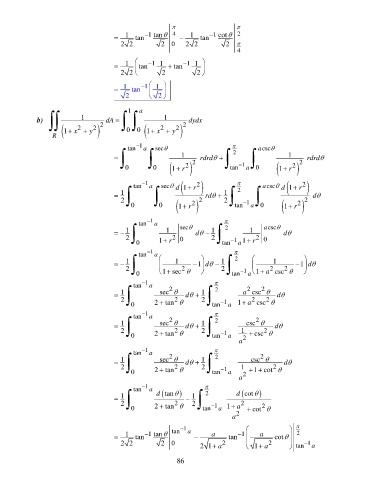 = 1/(2√2) tan⁻¹ (tan θ/√2) |₀^(π/4) − 1/(2√2) tan⁻¹ (cot θ/√2) |_(π/4)^(π/2)
= 1/(2√2) (tan⁻¹ 1/√2 + tan⁻¹ 1/√2)
= 1/√2 tan⁻¹ (1/√2)
b) ∬_R 1/(1 + x² + y²)² dA = ∫₀¹ ∫₀^a 1/(1 + x² + y²)² dydx
= ∫₀^(tan⁻¹ a) ∫₀^(sec θ) 1/(1 + r²)² rdrdθ + ∫_(tan⁻¹ a)^(π/2) ∫₀^(a csc θ) 1/(1 + r²)² rdrdθ
= 1/2 ∫₀^(tan⁻¹ a) ∫₀^(sec θ) d(1 + r²)/(1 + r²)² rdθ + 1/2 ∫_(tan⁻¹ a)^(π/2) ∫₀^(a csc θ) d(1 + r²)/(1 + r²)² dθ
= −1/2 ∫₀^(tan⁻¹ a) 1/(1 + r²) |₀^(sec θ) dθ − 1/2 ∫_(tan⁻¹ a)^(π/2) 1/(1 + r²) |₀^(a csc θ) dθ
= −1/2 ∫₀^(tan⁻¹ a) (1/(1 + sec² θ) − 1) dθ − 1/2 ∫_(tan⁻¹ a)^(π/2) (1/(1 + a² csc² θ) − 1) dθ
= 1/2 ∫₀^(tan⁻¹ a) sec² θ/(2 + tan² θ) dθ + 1/2 ∫_(tan⁻¹ a)^(π/2) a² csc² θ/(1 + a² csc² θ) dθ
= 1/2 ∫₀^(tan⁻¹ a) sec² θ/(2 + tan² θ) dθ + 1/2 ∫_(tan⁻¹ a)^(π/2) csc² θ/(1/a² + csc² θ) dθ
= 1/2 ∫₀^(tan⁻¹ a) sec² θ/(2 + tan² θ) dθ + 1/2 ∫_(tan⁻¹ a)^(π/2) csc² θ/(1/a² + 1 + cot² θ) dθ
= 1/2 ∫₀^(tan⁻¹ a) d(tan θ)/(2 + tan² θ) − 1/2 ∫_(tan⁻¹ a)^(π/2) d(cot θ)/((1 + a²)/a² + cot² θ)
= 1/(2√2) tan⁻¹ (tan θ/√2) |₀^(tan⁻¹ a) − a/(2√(1 + a²)) tan⁻¹ (a/√(1 + a²) cot θ) |_(tan⁻¹ a)^(π/2)
86